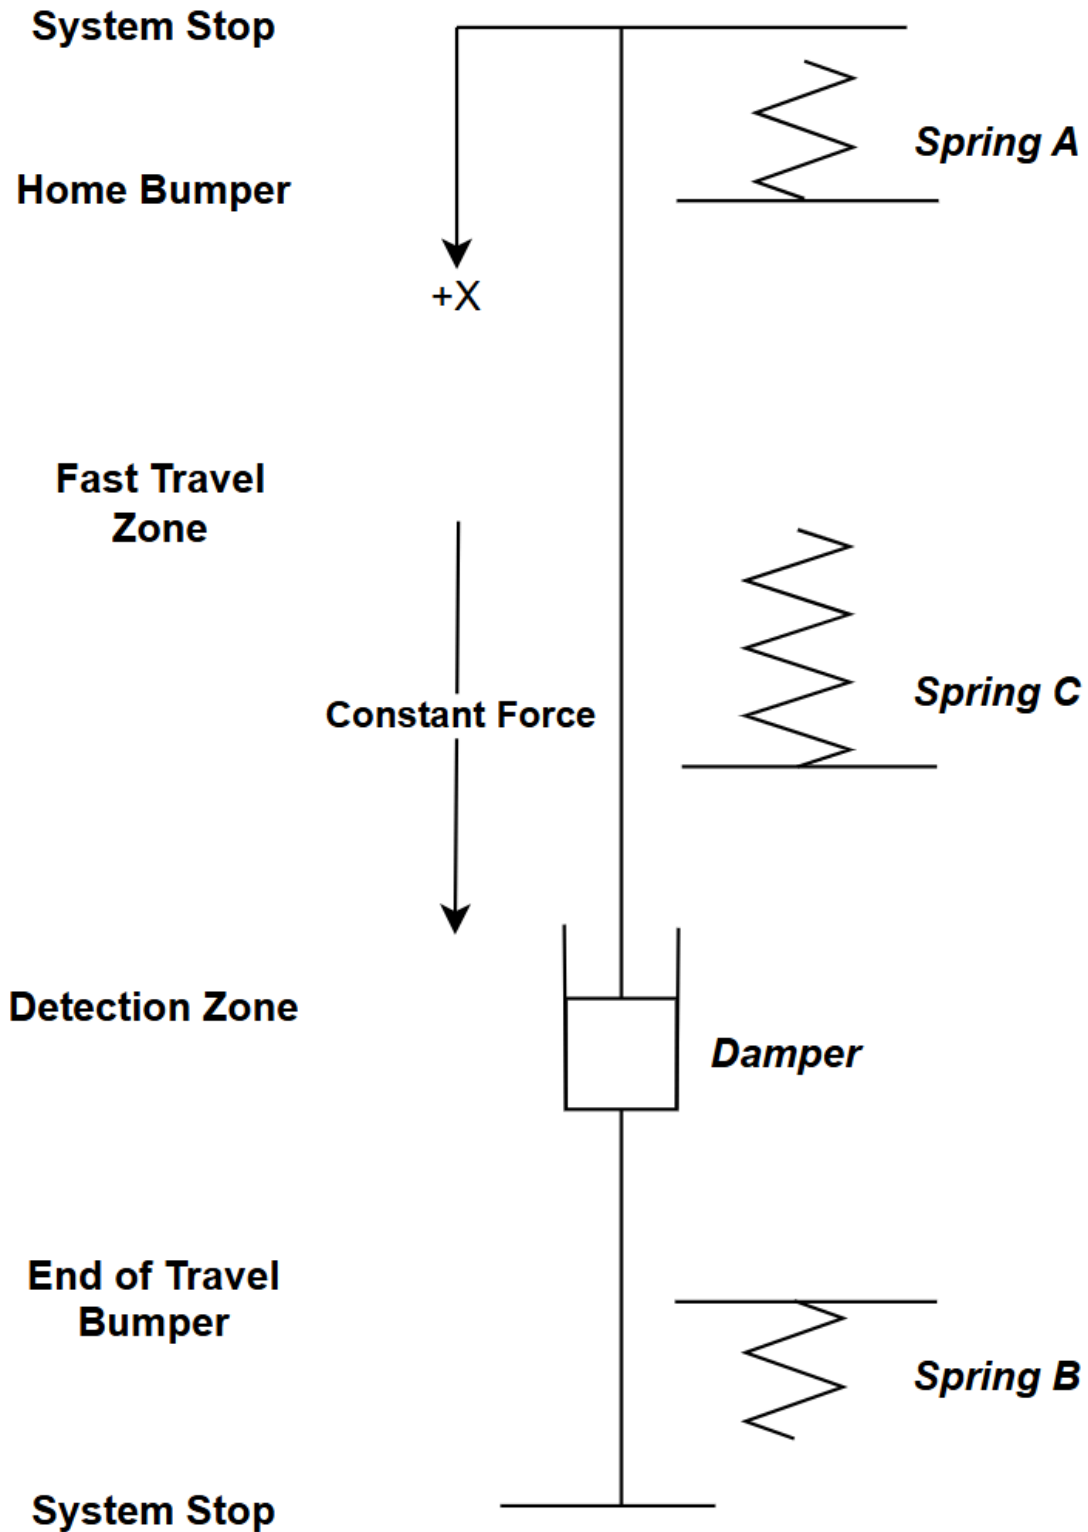 System Stop
Spring A
Home Bumper
+X
Fast Travel
Zone
Spring C
Constant Force
Detection Zone
Damper
End of Travel
Bumper
Spring B
System Stop